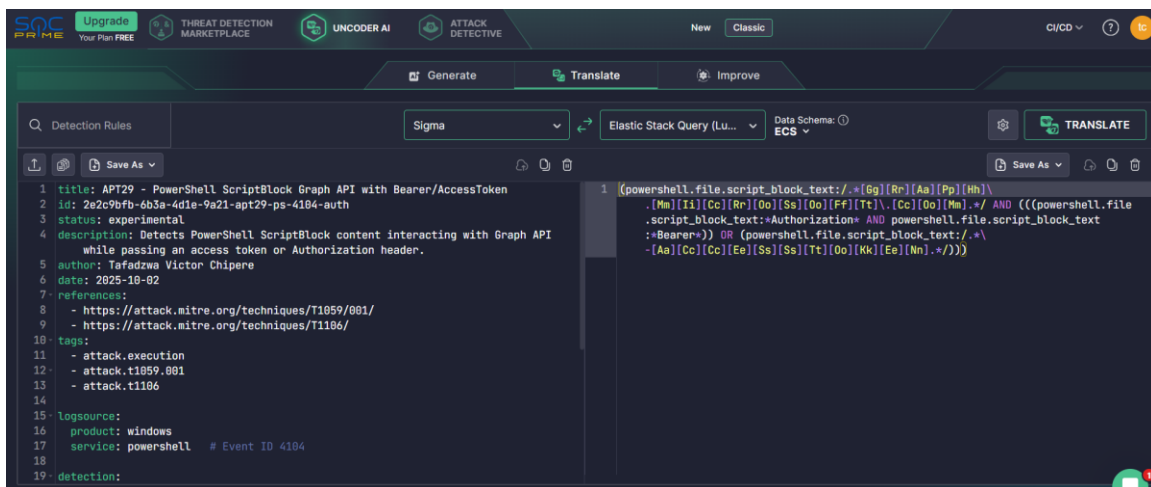 SOC PRIME
Upgrade
Your Plan FREE
THREAT DETECTION
MARKETPLACE
UNCODER AI
ATTACK
DETECTIVE
New
Classic
CI/CD
?
tc
Generate
Translate
Improve
Detection Rules
Sigma
Elastic Stack Query (Lu...
Data Schema:
ECS
TRANSLATE
Save As
Save As
1 title: APT29 - PowerShell ScriptBlock Graph API with Bearer/AccessToken
2 id: 2e2c9bfb-6b3a-4d1e-9a21-apt29-ps-4104-auth
3 status: experimental
4 description: Detects PowerShell ScriptBlock content interacting with Graph API
while passing an access token or Authorization header.
5 author: Tafadzwa Victor Chipere
6 date: 2025-10-02
7 references:
8 - https://attack.mitre.org/techniques/T1059/001/
9 - https://attack.mitre.org/techniques/T1106/
10 tags:
11 - attack.execution
12 - attack.t1059.001
13 - attack.t1106
14
15 logsource:
16 product: windows
17 service: powershell # Event ID 4104
18
19 detection:
1 (powershell.file.script_block_text:/.*[Gg][Rr][Aa][Pp][Hh]\
.[Mm][Ii][Cc][Rr][Oo][Ss][Oo][Ff][Tt]\.[Cc][Oo][Mm].*/ AND (((powershell.file
.script_block_text:*Authorization* AND powershell.file.script_block_text
:*Bearer*)) OR (powershell.file.script_block_text:/.*\
-[Aa][Cc][Cc][Ee][Ss][Ss][Tt][Oo][Kk][Ee][Nn].*/)))
1